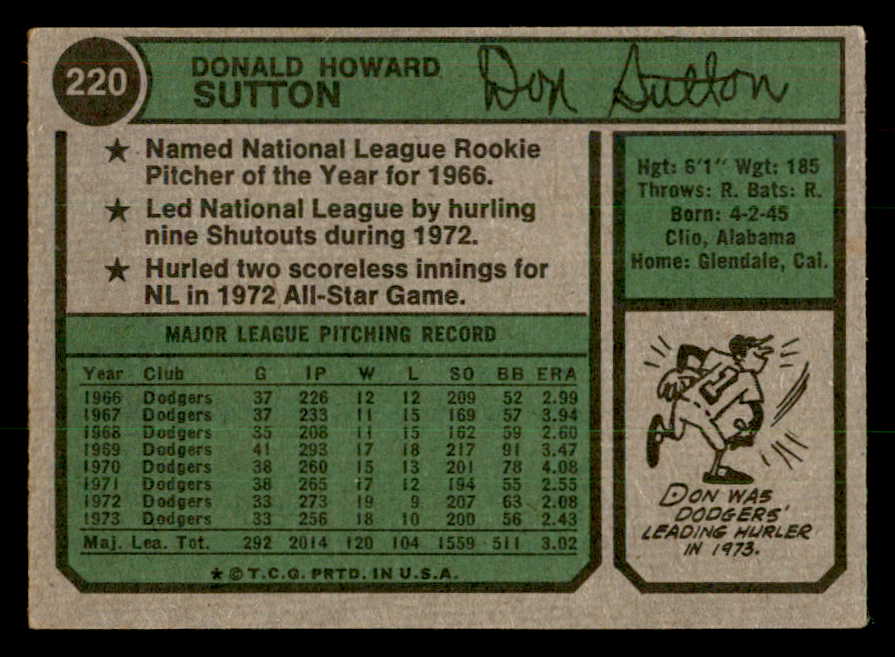 220
DONALD HOWARD
SUTTON
Don Sutton
★ Named National League Rookie
Pitcher of the Year for 1966.
★ Led National League by hurling
nine Shutouts during 1972.
★ Hurled two scoreless innings for
NL in 1972 All-Star Game.
Hgt: 6'1" Wgt: 185
Throws: R. Bats: R.
Born: 4-2-45
Clio, Alabama
Home: Glendale, Cal.
MAJOR LEAGUE PITCHING RECORD
Year Club G IP W L SO BB ERA
1966 Dodgers 37 226 12 12 209 52 2.99
1967 Dodgers 37 233 11 15 169 57 3.94
1968 Dodgers 35 208 11 15 162 59 2.60
1969 Dodgers 41 293 17 18 217 91 3.47
1970 Dodgers 38 260 15 13 201 78 4.08
1971 Dodgers 38 265 17 12 194 55 2.55
1972 Dodgers 33 273 19 9 207 63 2.08
1973 Dodgers 33 256 18 10 200 56 2.43
Maj. Lea. Tot. 292 2014 120 104 1559 511 3.02
★ © T.C.G. PRTD. IN U.S.A.
DON WAS
DODGERS'
LEADING HURLER
IN 1973.